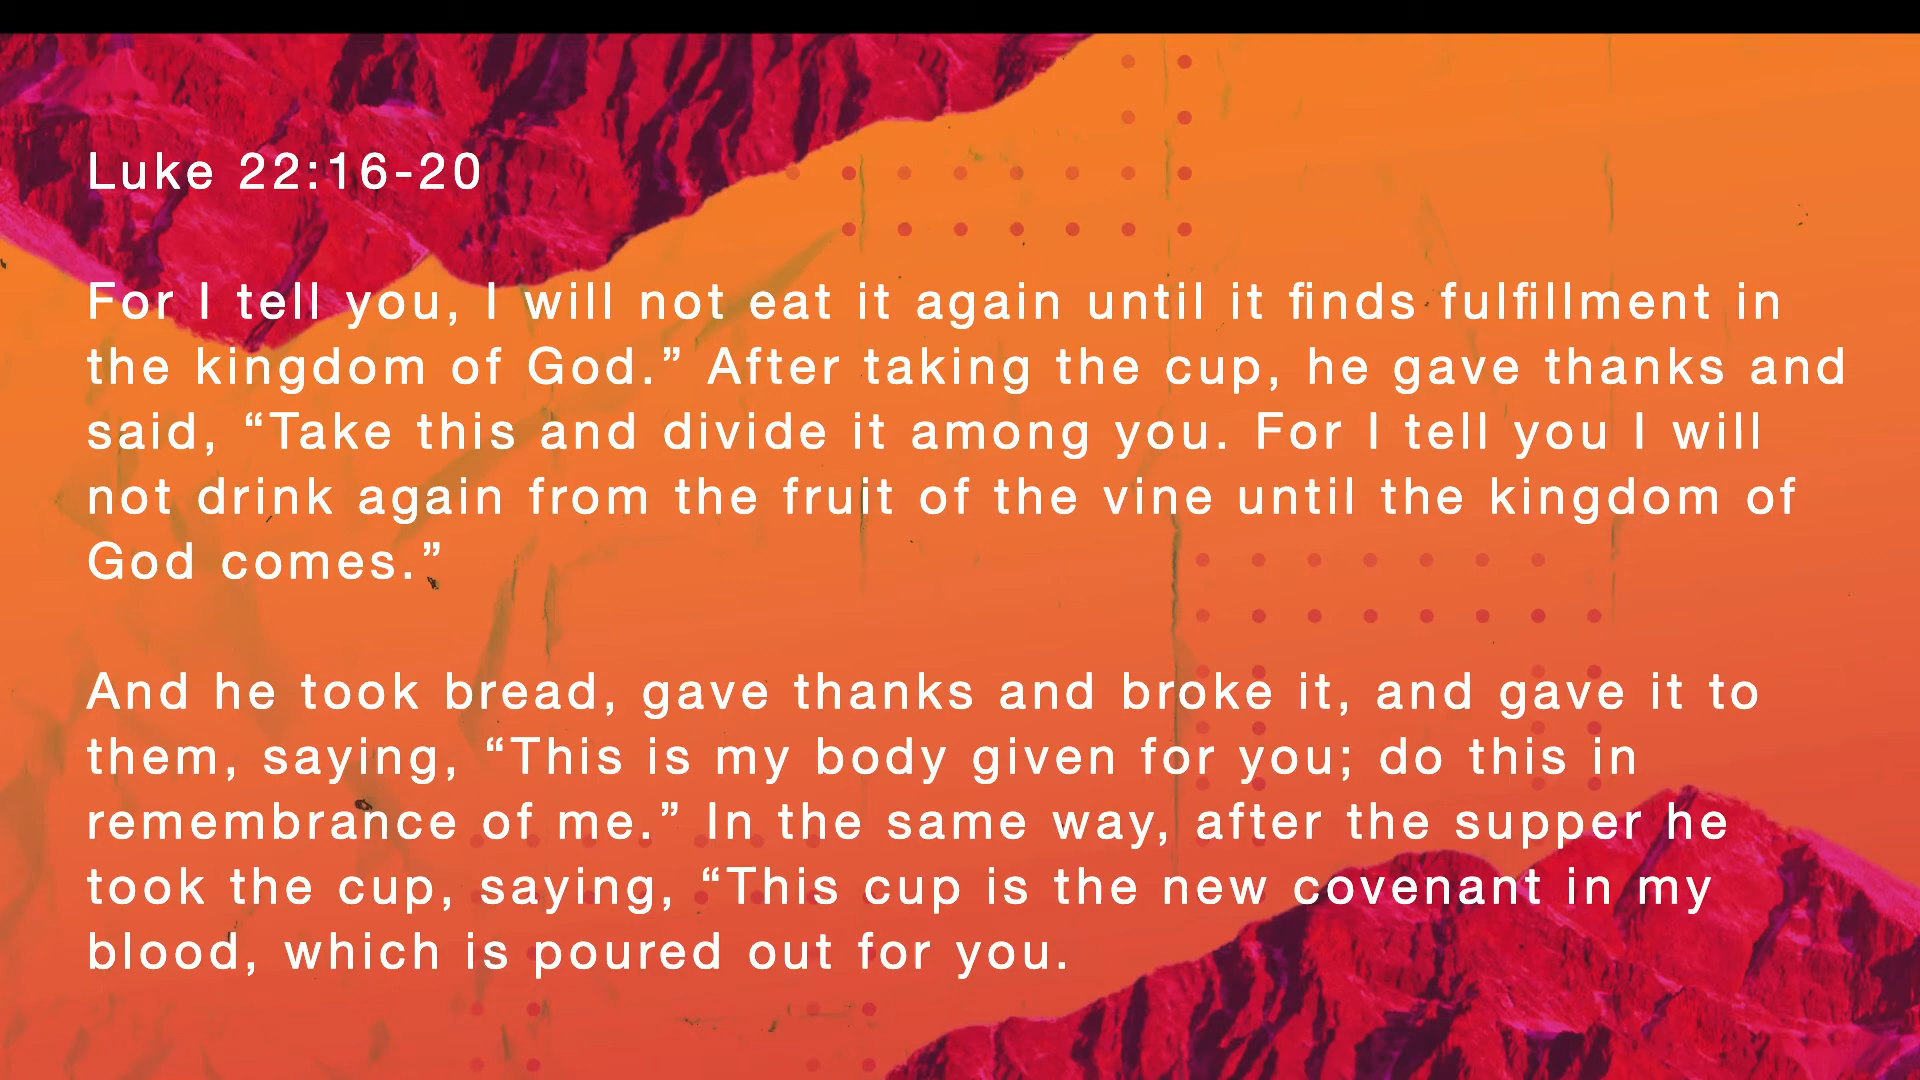 Luke 22:16-20
For I tell you, I will not eat it again until it finds fulfillment in
the kingdom of God.” After taking the cup, he gave thanks and
said, “Take this and divide it among you. For I tell you I will
not drink again from the fruit of the vine until the kingdom of
God comes.”
And he took bread, gave thanks and broke it, and gave it to
them, saying, “This is my body given for you; do this in
remembrance of me.” In the same way, after the supper he
took the cup, saying, “This cup is the new covenant in my
blood, which is poured out for you.